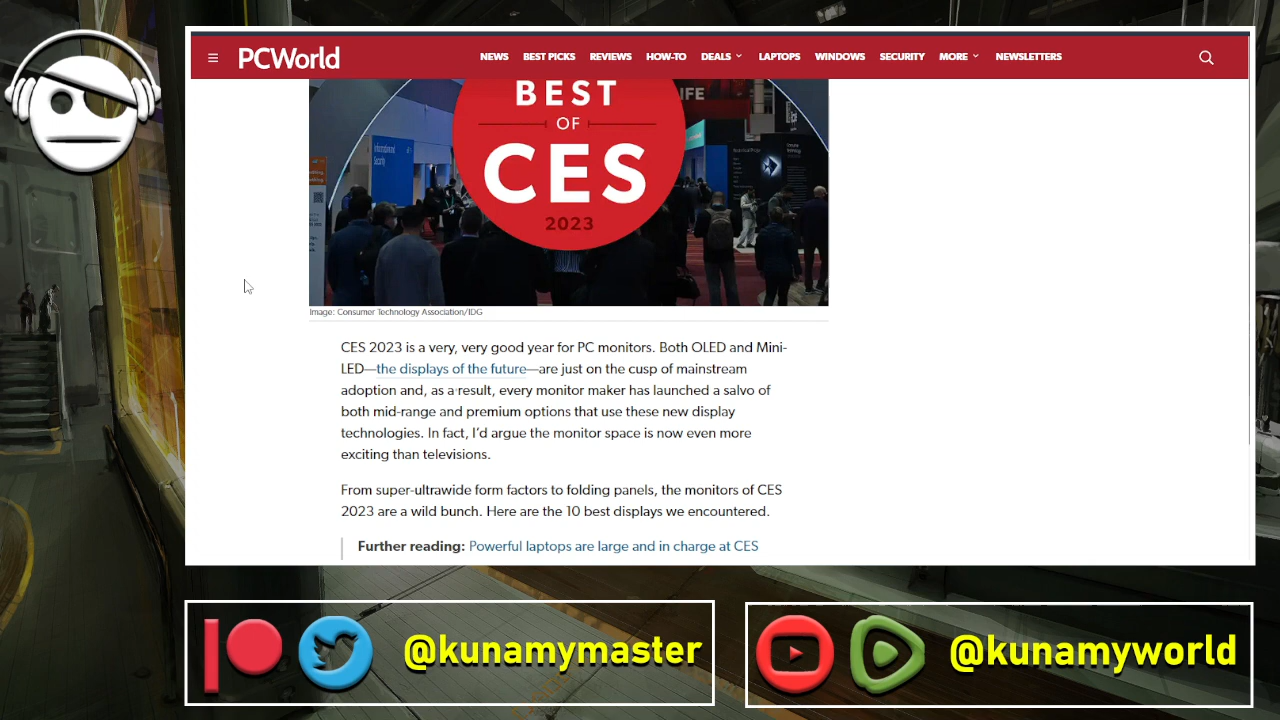 PCWorld
NEWS BEST PICKS REVIEWS HOW-TO DEALS LAPTOPS WINDOWS SECURITY MORE NEWSLETTERS
BEST
OF
CES
2023
IFE
Image: Consumer Technology Association/IDG
CES 2023 is a very, very good year for PC monitors. Both OLED and Mini-
LED—the displays of the future—are just on the cusp of mainstream
adoption and, as a result, every monitor maker has launched a salvo of
both mid-range and premium options that use these new display
technologies. In fact, I'd argue the monitor space is now even more
exciting than televisions.
From super-ultrawide form factors to folding panels, the monitors of CES
2023 are a wild bunch. Here are the 10 best displays we encountered.
Further reading: Powerful laptops are large and in charge at CES
@kunamymaster
@kunamyworld